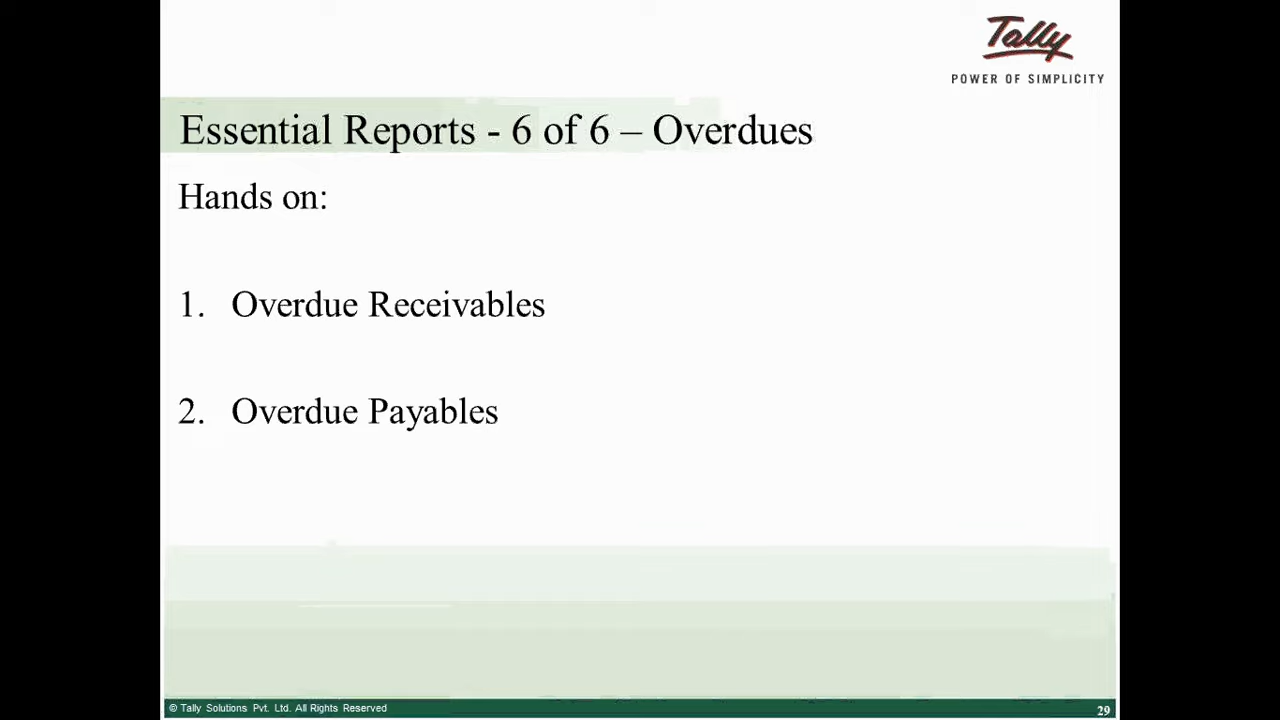 Tally
POWER OF SIMPLICITY
Essential Reports - 6 of 6 – Overdues
Hands on:
1. Overdue Receivables
2. Overdue Payables
© Tally Solutions Pvt. Ltd. All Rights Reserved
29